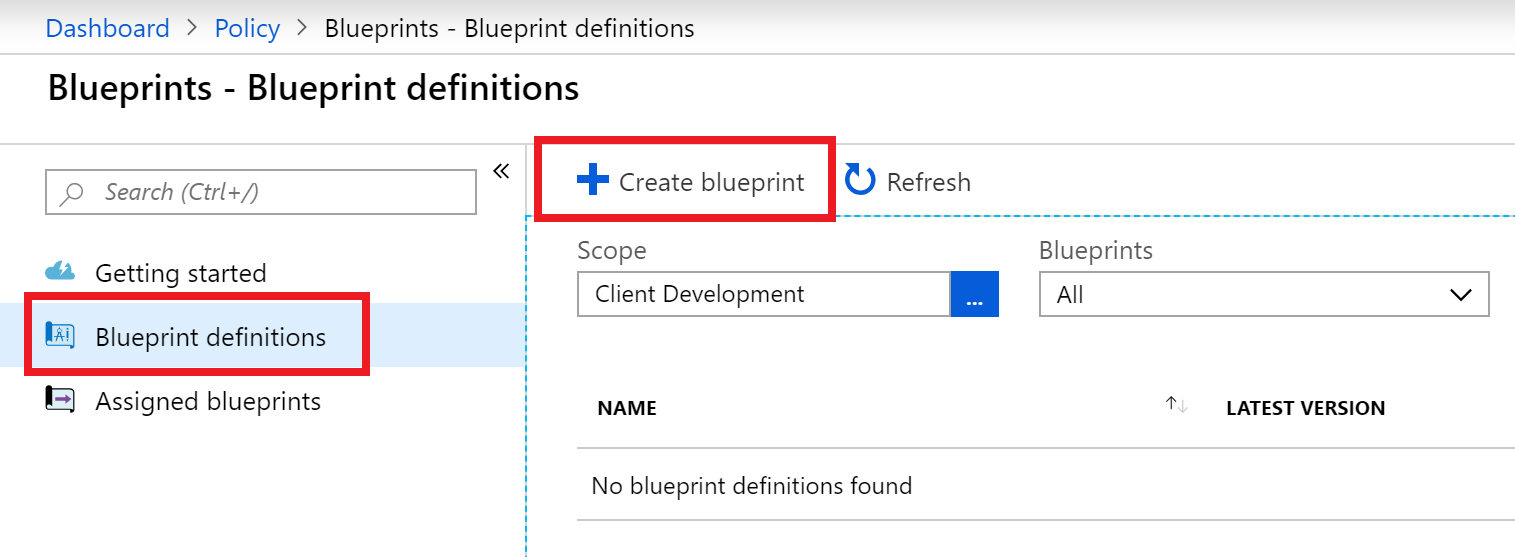 Dashboard > Policy > Blueprints - Blueprint definitions
Blueprints - Blueprint definitions
Search (Ctrl+/)
«
Getting started
Blueprint definitions
Assigned blueprints
Create blueprint
Refresh
Scope
Client Development
...
Blueprints
All
NAME
LATEST VERSION
No blueprint definitions found